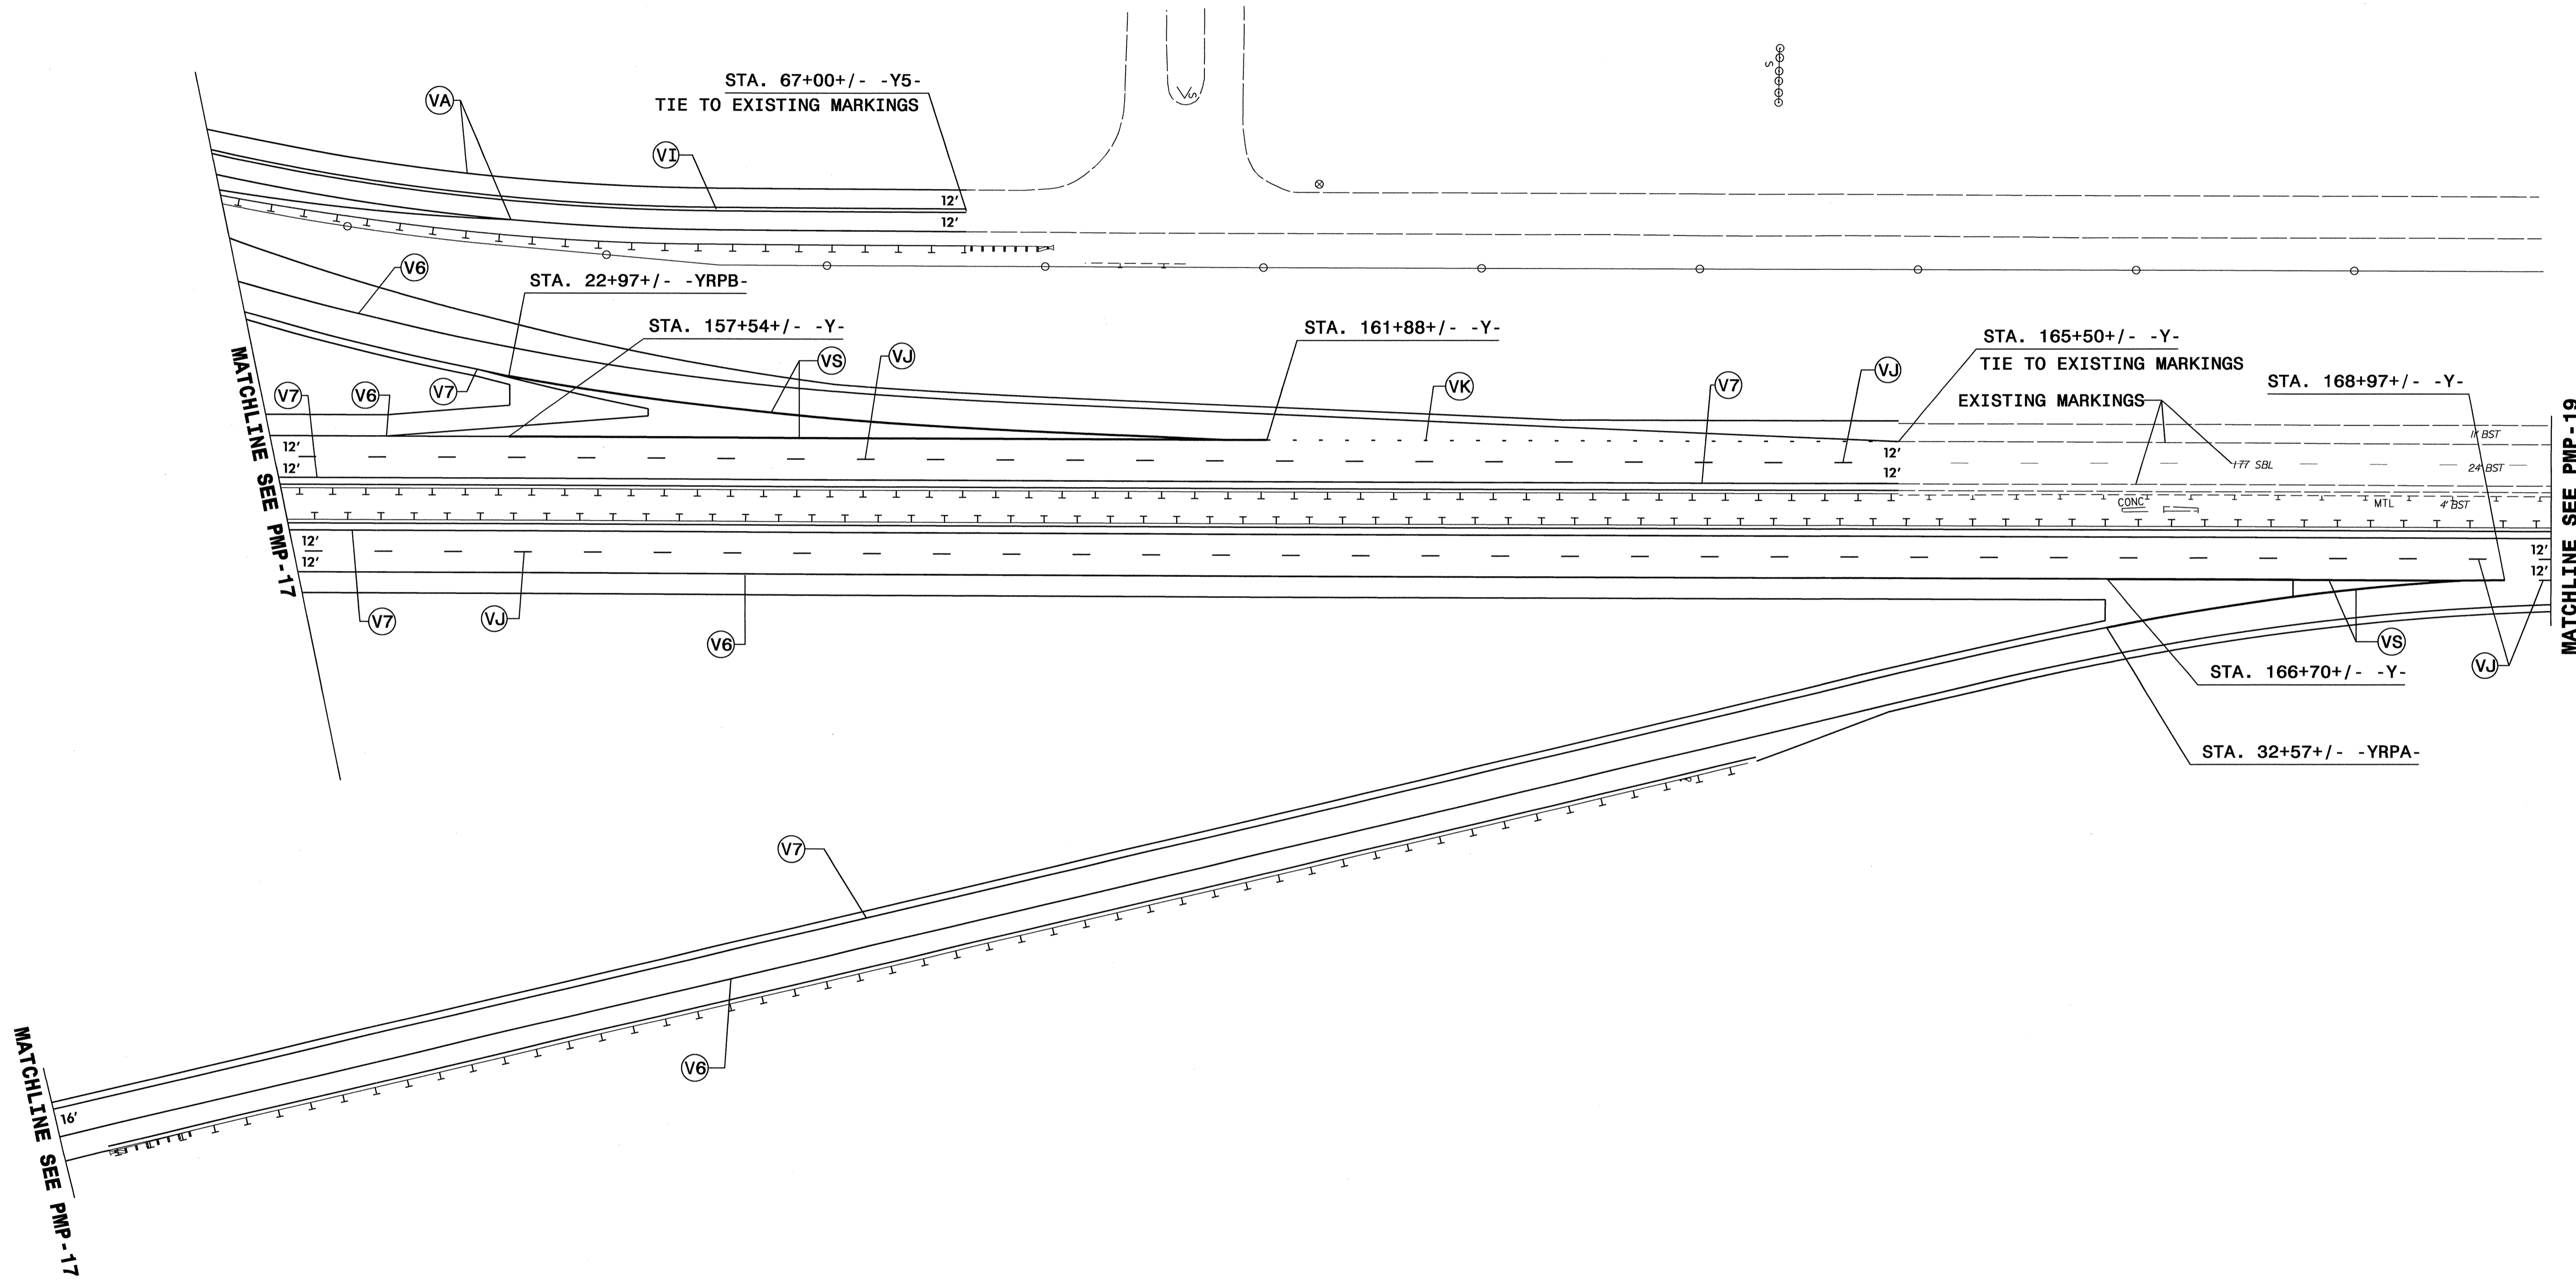 STA. 67+00+/- -Y5-
TIE TO EXISTING MARKINGS
VA
VI
12'
12'
S
V6
STA. 22+97+/- -YRPB-
STA. 157+54+/- -Y-
VS
VJ
STA. 161+88+/- -Y-
VK
V7
VJ
STA. 165+50+/- -Y-
TIE TO EXISTING MARKINGS
EXISTING MARKINGS
STA. 168+97+/- -Y-
V7
V6
V7
12'
12'
12'
12'
11' BST
I 77 SBL
24' BST
CONC
MTL
4' BST
12'
12'
12'
12'
V7
VJ
V6
VS
VJ
STA. 166+70+/- -Y-
STA. 32+57+/- -YRPA-
V7
V6
16'
MATCHLINE SEE PMP-17
MATCHLINE SEE PMP-17
MATCHLINE SEE PMP-19